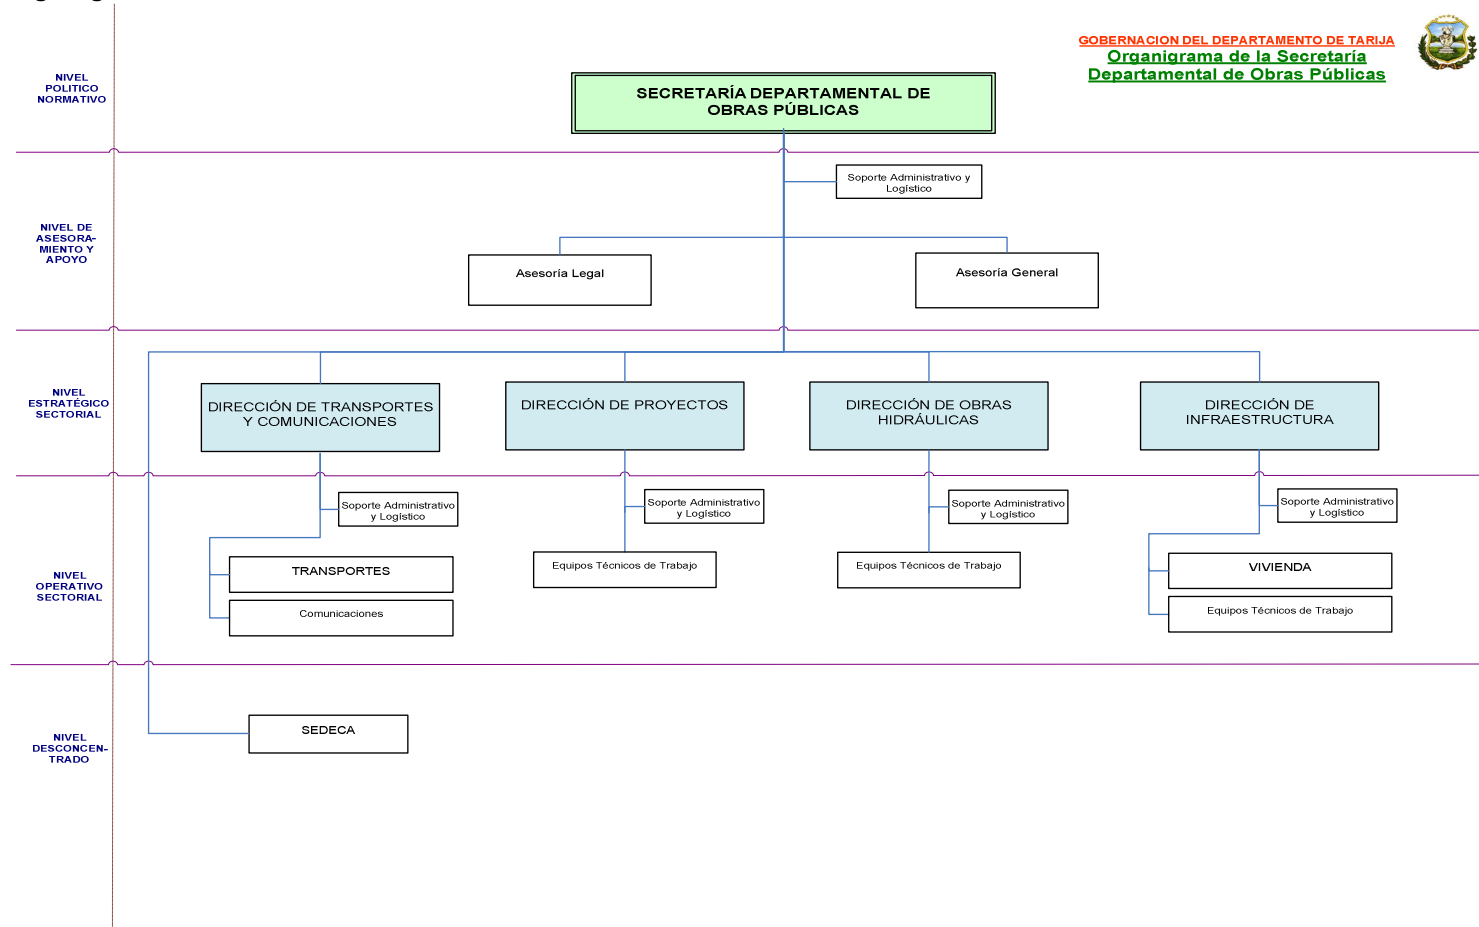 GOBERNACION DEL DEPARTAMENTO DE TARIJA
Organigrama de la Secretaría
Departamental de Obras Públicas
NIVEL
POLITICO
NORMATIVO
SECRETARÍA DEPARTAMENTAL DE
OBRAS PÚBLICAS
Soporte Administrativo y
Logístico
NIVEL DE
ASESORA-
MIENTO Y
APOYO
Asesoría Legal
Asesoría General
NIVEL
ESTRATÉGICO
SECTORIAL
DIRECCIÓN DE TRANSPORTES
Y COMUNICACIONES
DIRECCIÓN DE PROYECTOS
DIRECCIÓN DE OBRAS
HIDRÁULICAS
DIRECCIÓN DE
INFRAESTRUCTURA
Soporte Administrativo
y Logístico
Soporte Administrativo
y Logístico
Soporte Administrativo
y Logístico
Soporte Administrativo
y Logístico
NIVEL
OPERATIVO
SECTORIAL
TRANSPORTES
Comunicaciones
Equipos Técnicos de Trabajo
Equipos Técnicos de Trabajo
VIVIENDA
Equipos Técnicos de Trabajo
NIVEL
DESCONCEN-
TRADO
SEDECA